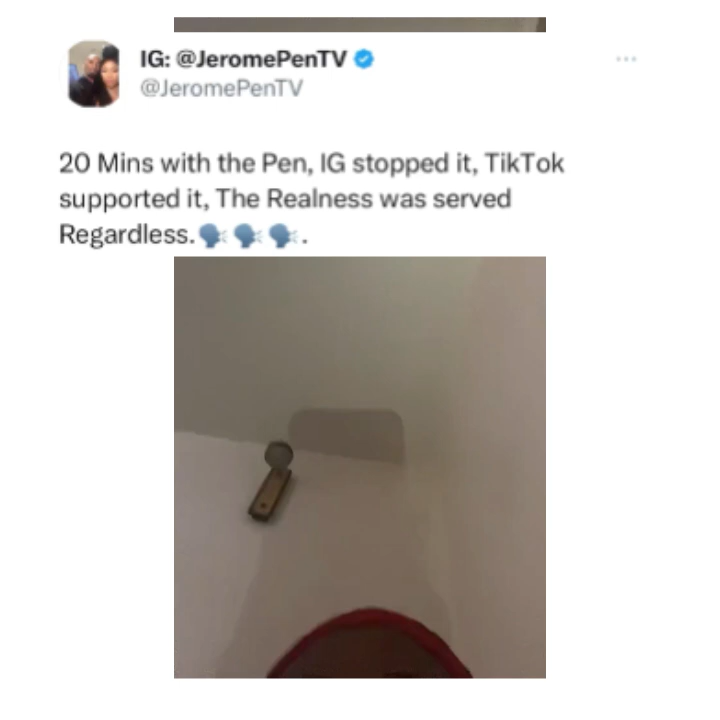 IG: @JeromePenTV
@JeromePenTV
20 Mins with the Pen, IG stopped it, TikTok
supported it, The Realness was served
Regardless.🗣️🗣️🗣️.